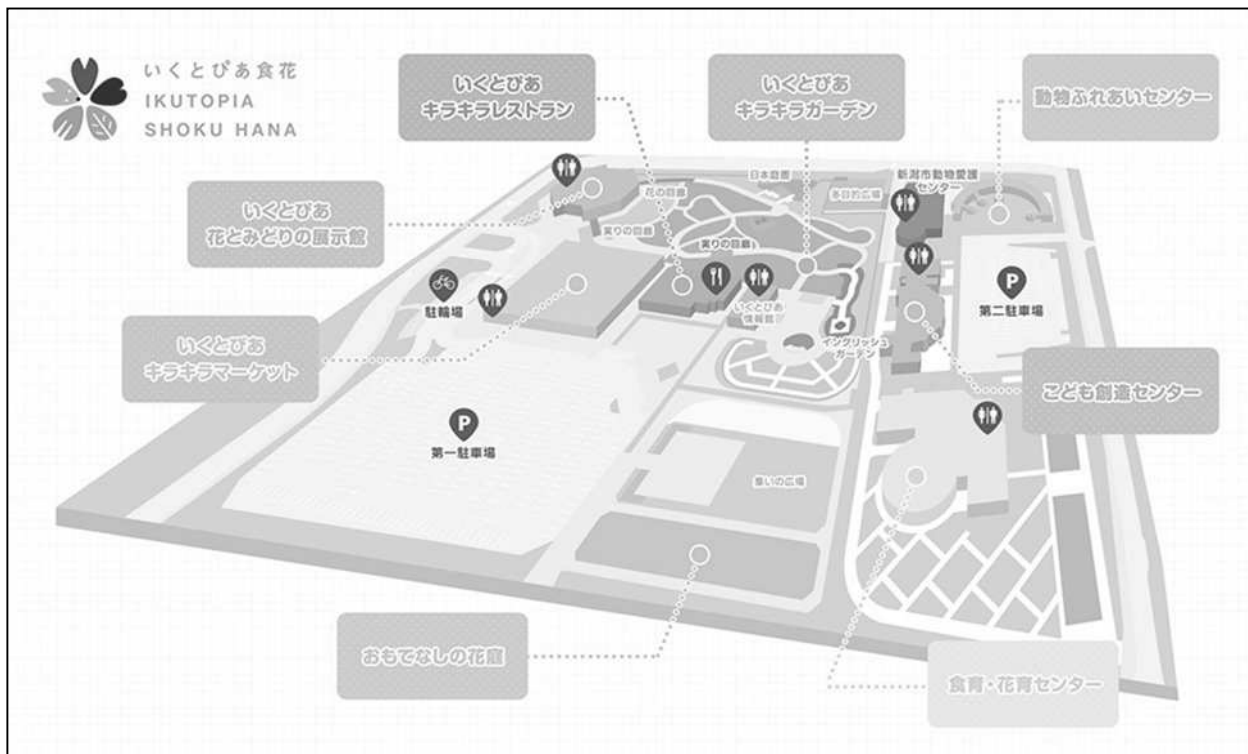 いくとぴあ食花
IKUTOPIA
SHOKU HANA
いくとぴあ
キラキラレストラン
いくとぴあ
キラキラガーデン
動物ふれあいセンター
いくとぴあ
花とみどりの展示館
花の回廊
日本庭園
多目的広場
新潟市動物愛護
センター
実りの回廊
実りの回廊
駐輪場
いくとぴあ
情報館
イングリッシュ
ガーデン
P
第二駐車場
いくとぴあ
キラキラマーケット
こども創造センター
P
第一駐車場
集いの広場
おもてなしの花庭
食育・花育センター